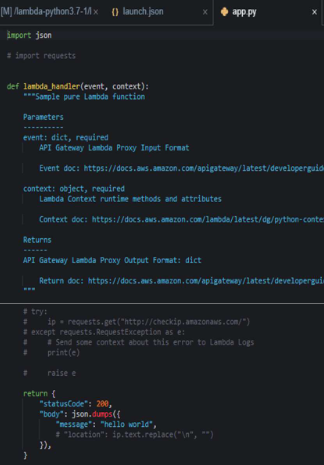 [M] /lambda-python3.7-1/l
{} launch.json
app.py
import json
# import requests
def lambda_handler(event, context):
"""Sample pure Lambda function
Parameters
----------
event: dict, required
API Gateway Lambda Proxy Input Format
Event doc: https://docs.aws.amazon.com/apigateway/latest/developerguid
context: object, required
Lambda Context runtime methods and attributes
Context doc: https://docs.aws.amazon.com/lambda/latest/dg/python-conte
Returns
------
API Gateway Lambda Proxy Output Format: dict
Return doc: https://docs.aws.amazon.com/apigateway/latest/developerguid
"""
# try:
#     ip = requests.get("http://checkip.amazonaws.com/")
# except requests.RequestException as e:
#     # Send some context about this error to Lambda Logs
#     print(e)
#     raise e
return {
"statusCode": 200,
"body": json.dumps({
"message": "hello world",
# "location": ip.text.replace("\n", "")
}),
}